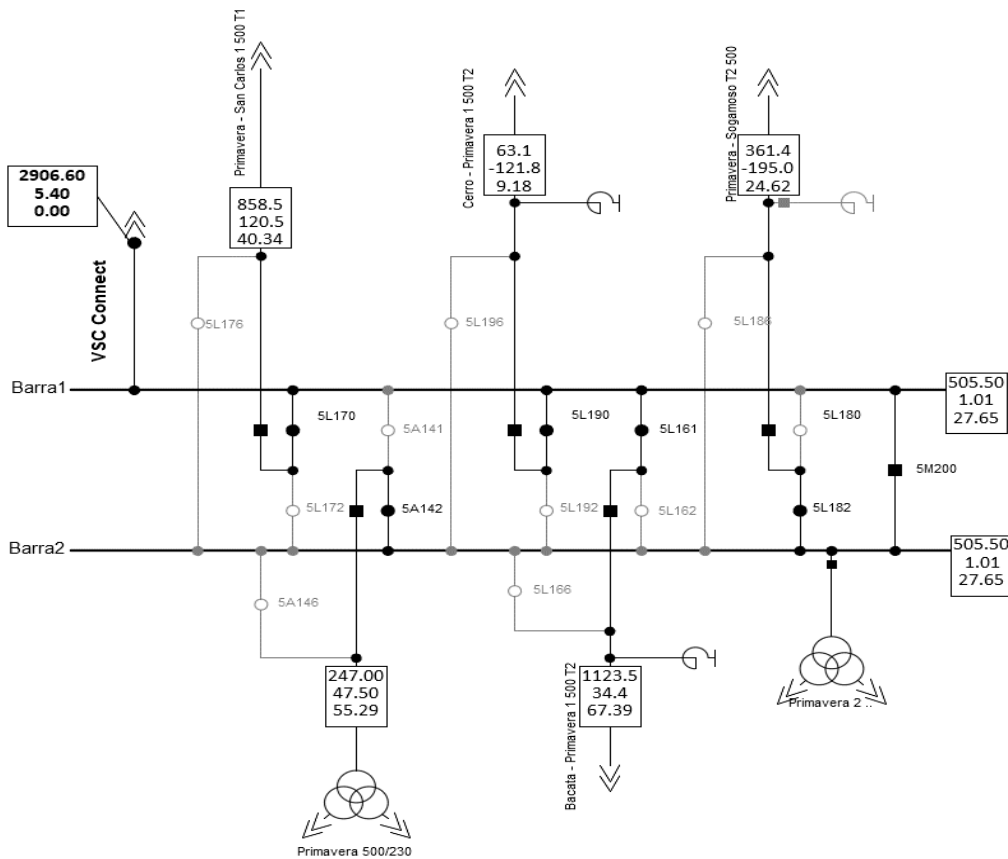 Primavera - San Carlos 1 500 T1
Cerro - Primavera 1 500 T2
Primavera - Sogamoso T2 500
2906.60
5.40
0.00
858.5
120.5
40.34
63.1
-121.8
9.18
361.4
-195.0
24.62
VSC Connect
5L176
5L196
5L186
Barra1
505.50
1.01
27.65
5L170
5A141
5L190
5L161
5L180
5M200
5L172
5A142
5L192
5L162
5L182
Barra2
505.50
1.01
27.65
5A146
5L166
247.00
47.50
55.29
Bacata - Primavera 1 500 T2
1123.5
34.4
67.39
Primavera 2 ..
Primavera 500/230